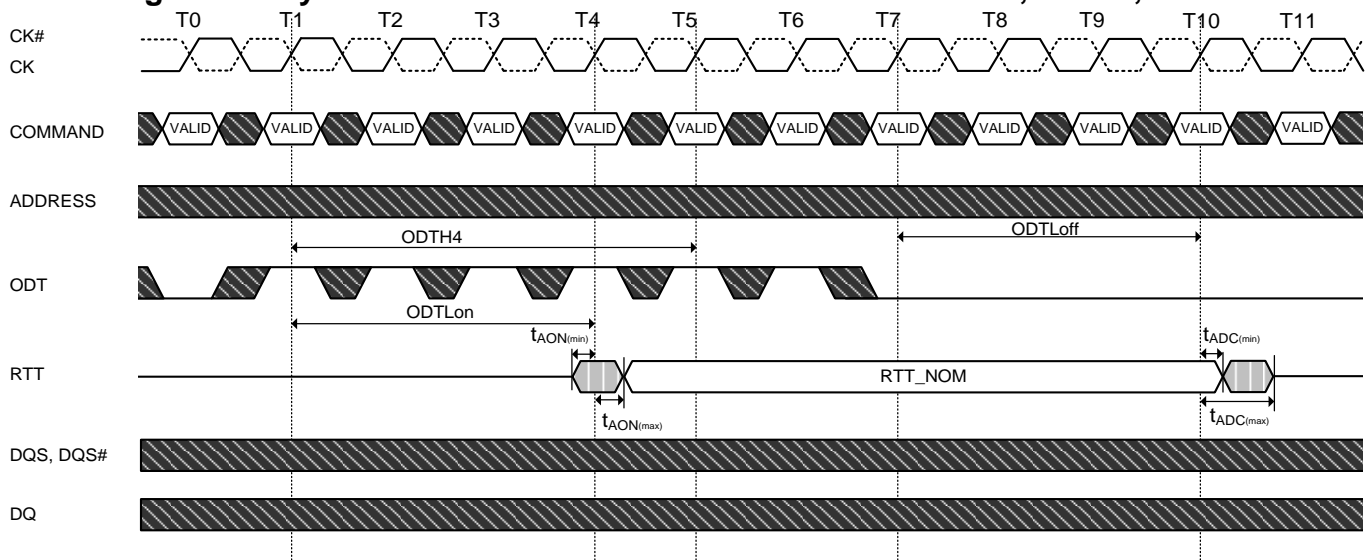 T0 T1 T2 T3 T4 T5 T6 T7 T8 T9 T10 T11
CK#
CK
COMMAND VALID VALID VALID VALID VALID VALID VALID VALID VALID VALID VALID VALID
ADDRESS
ODTH4 ODTLoff
ODT
ODTLon
tAON(min) tADC(min)
RTT RTT_NOM
tAON(max) tADC(max)
DQS, DQS#
DQ